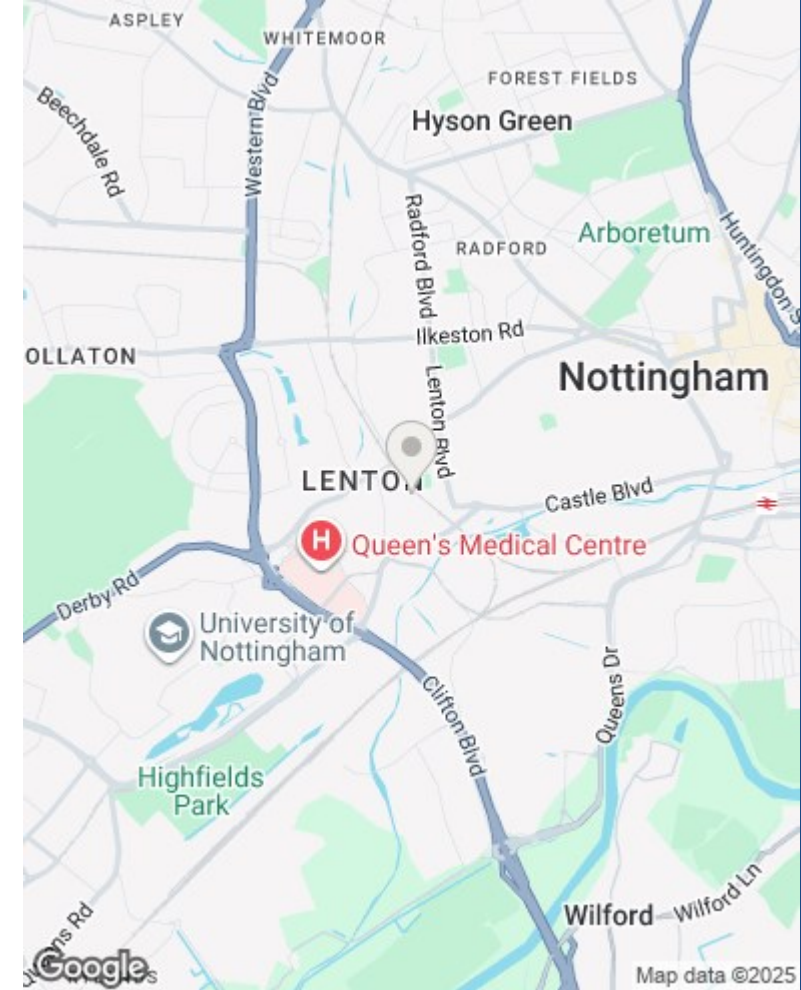 ASPLEY
WHITEMOOR
FOREST FIELDS
Beechdale Rd
Western Blvd
Hyson Green
Radford Blvd
RADFORD
Arboretum
Huntingdon S
Ilkeston Rd
OLLATON
Nottingham
Lenton Blvd
LENTON
Castle Blvd
H
Queen's Medical Centre
Derby Rd
University of
Nottingham
Queens Dr
Clifton Blvd
Highfields
Park
Wilford
Wilford Ln
Google
Map data ©2025